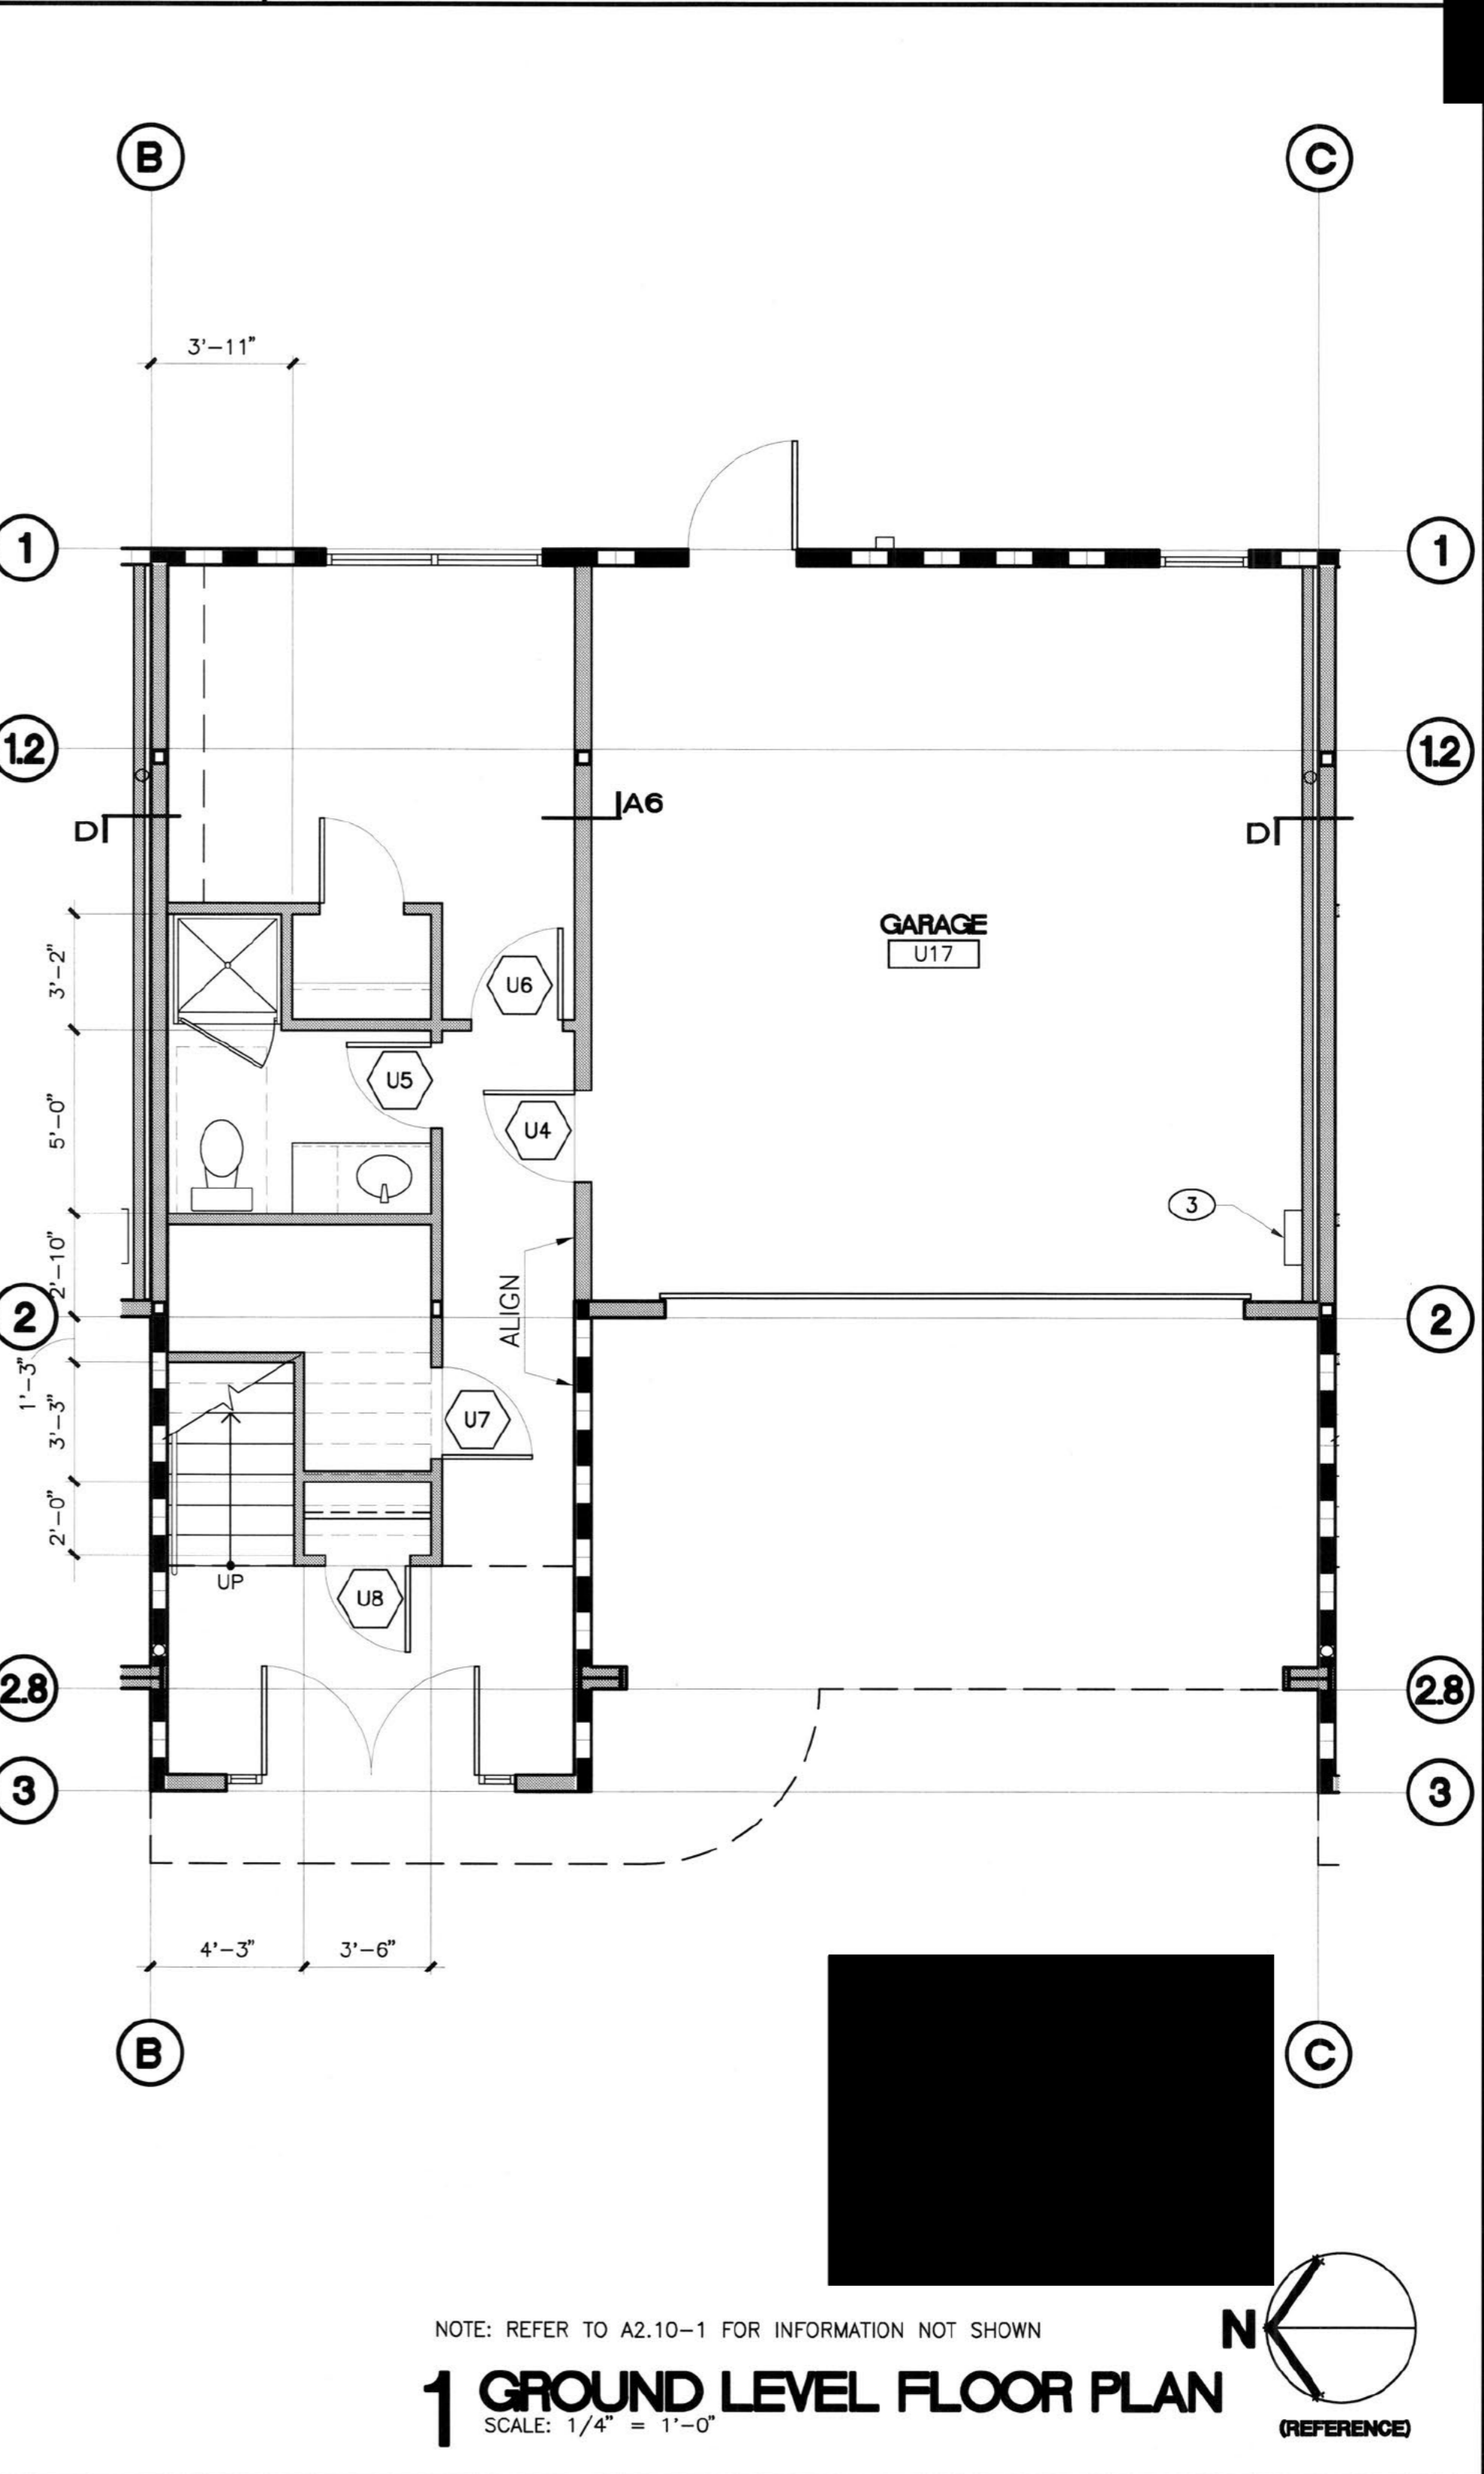 B C
3'-11"
1 1
1.2 1.2
A6
D D
GARAGE
U17
3'-2"
U6
U5
5'-0"
U4
3
2'-10"
ALIGN
2 2
1'-3"
3'-3"
U7
2'-0"
UP
U8
2.8 2.8
3 3
4'-3" 3'-6"
B C
NOTE: REFER TO A2.10-1 FOR INFORMATION NOT SHOWN
N
1 GROUND LEVEL FLOOR PLAN
SCALE: 1/4" = 1'-0"
(REFERENCE)